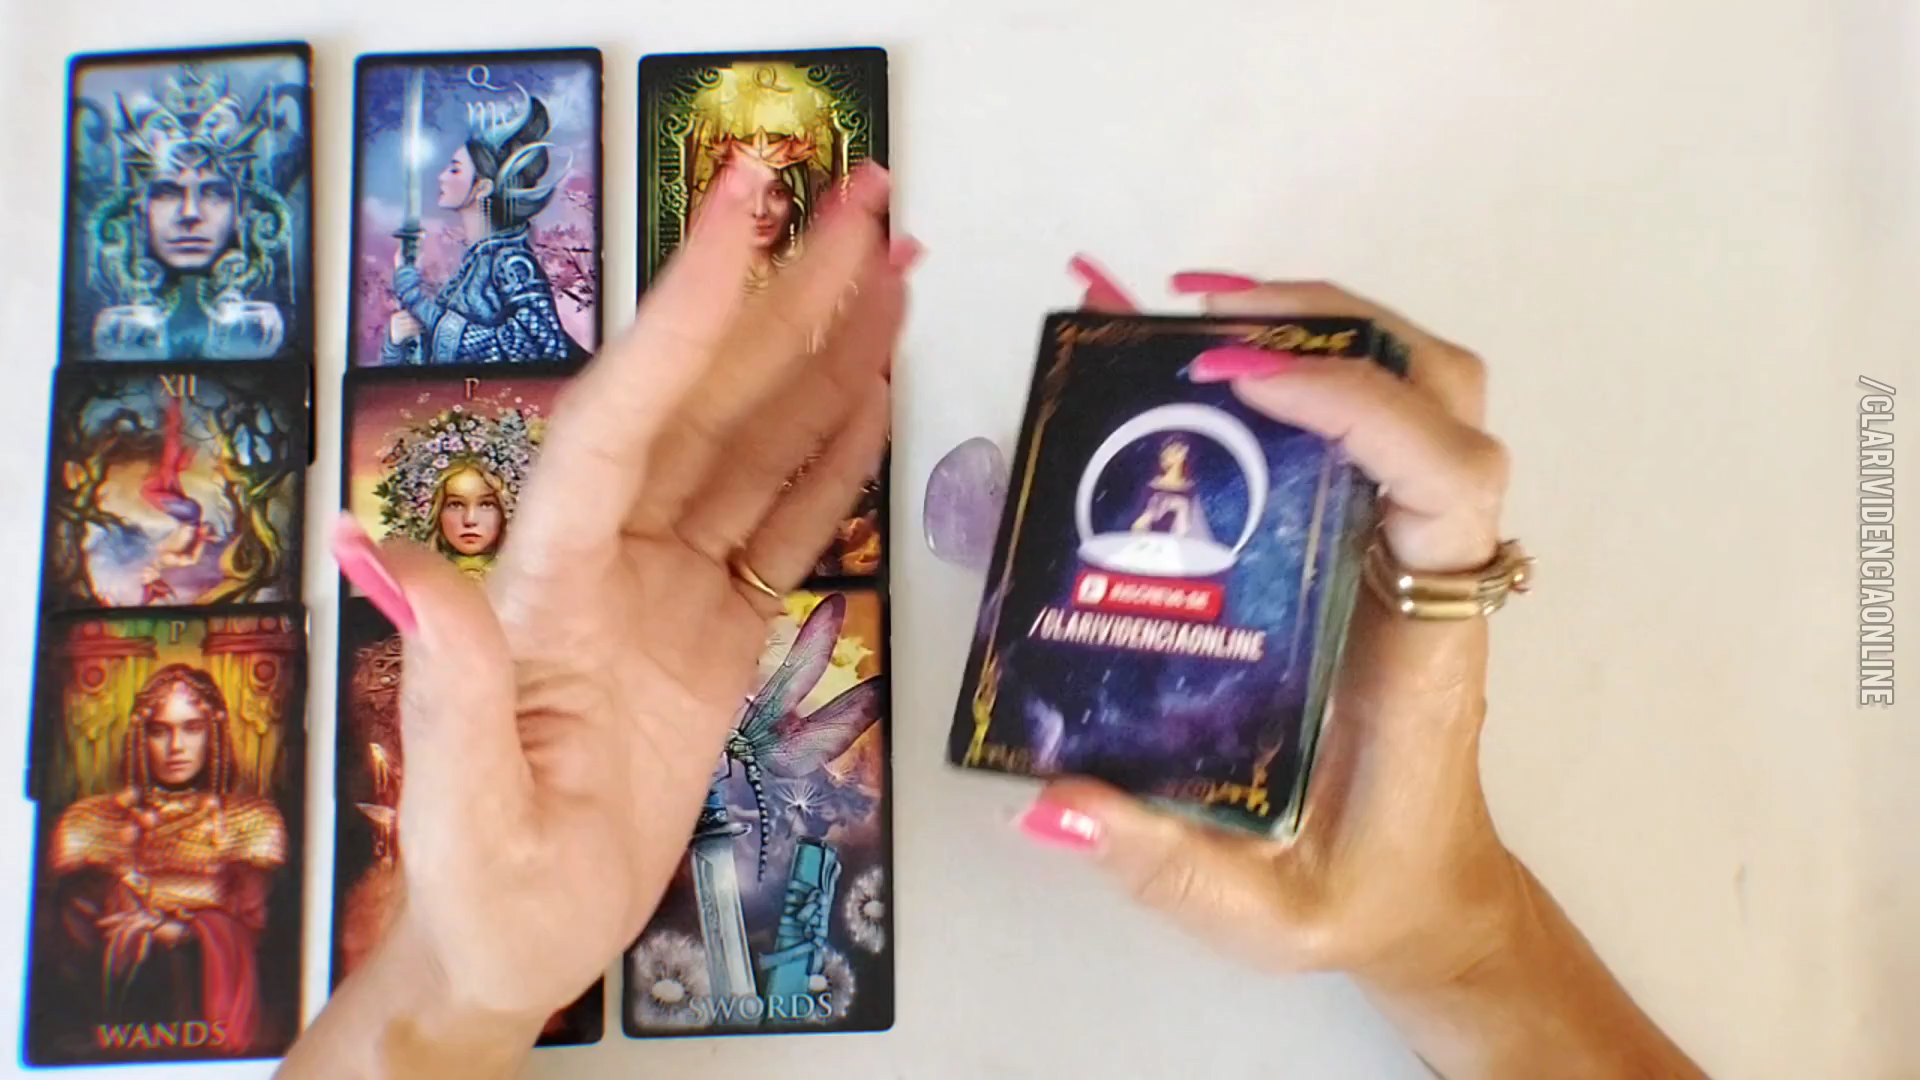 K
Q
Q
XII
P
P
WANDS
SWORDS
INSCREVA-SE
/CLARIVIDENCIAONLINE
/CLARIVIDENCIAONLINE